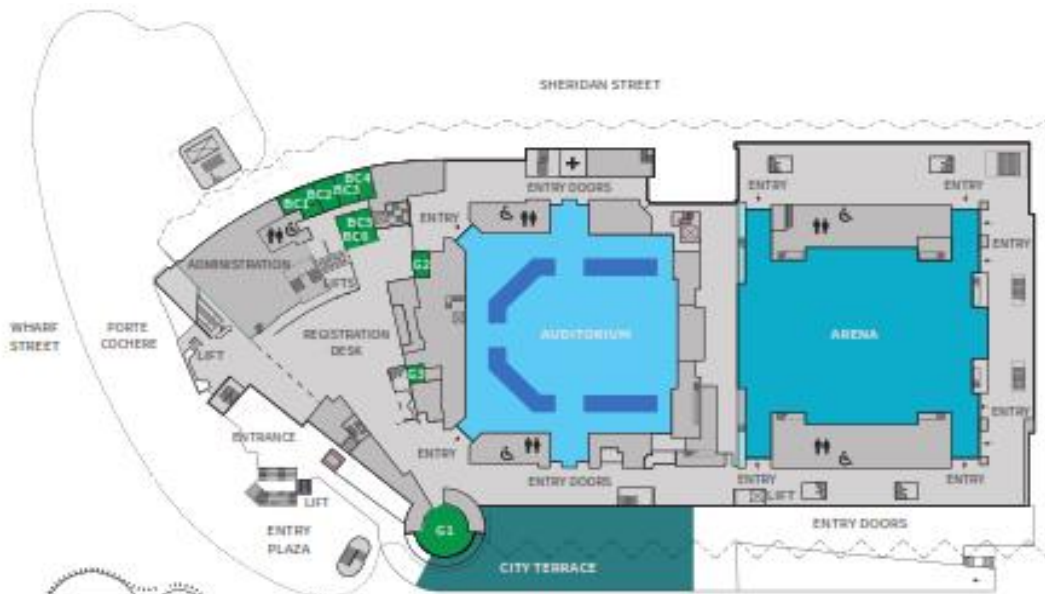 SHERIDAN STREET
BC4
BC3
BC2
BC1
BC5
BC6
ENTRY DOORS
ENTRY
ENTRY
ENTRY
ENTRY
G2
ADMINISTRATION
LIFTS
WHARF
STREET
PORTE
COCHERE
REGISTRATION
DESK
AUDITORIUM
ARENA
LIFT
G3
ENTRY
ENTRANCE
ENTRY
ENTRY DOORS
ENTRY
ENTRY
LIFT
LIFT
G1
ENTRY
PLAZA
ENTRY DOORS
CITY TERRACE